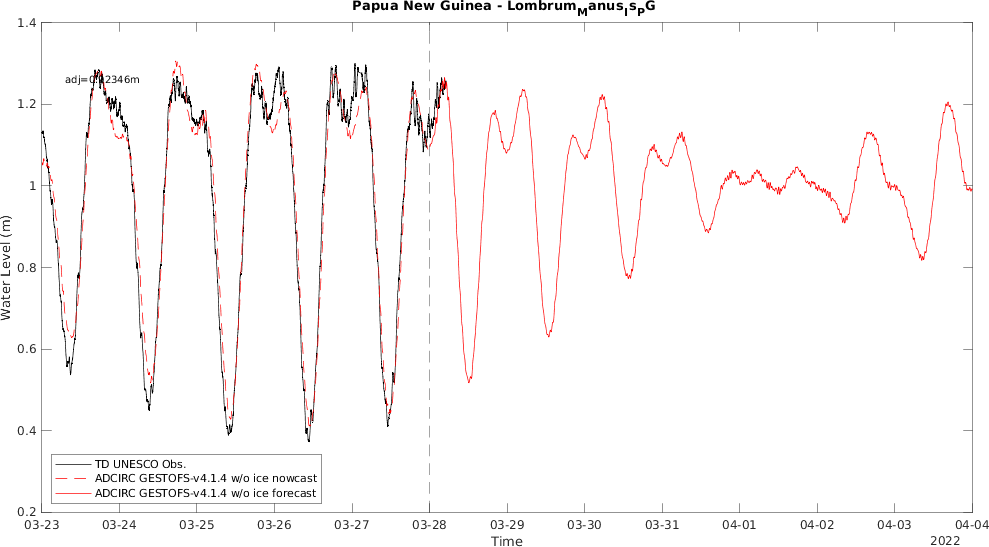 Papua New Guinea - LombrumManusIsPG
1.4
1.2
1
0.8
0.6
0.4
0.2
Water Level (m)
TD UNESCO Obs.
ADCIRC GESTOFS-v4.1.4 w/o ice nowcast
ADCIRC GESTOFS-v4.1.4 w/o ice forecast
03-23 03-24 03-25 03-26 03-27 03-28 03-29 03-30 03-31 04-01 04-02 04-03 04-04
Time
2022